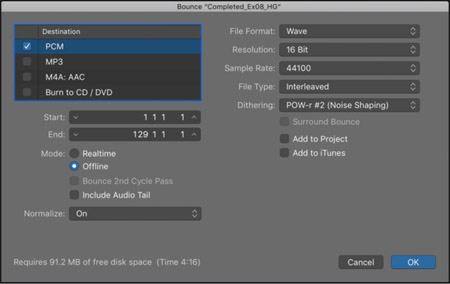 Bounce "Completed_Ex08_HG"
Destination
PCM
MP3
M4A: AAC
Burn to CD / DVD
Start: 1 1 1 1
End: 129 1 1 1
Mode: Realtime
Offline
Bounce 2nd Cycle Pass
Include Audio Tail
Normalize: On
File Format: Wave
Resolution: 16 Bit
Sample Rate: 44100
File Type: Interleaved
Dithering: POW-r #2 (Noise Shaping)
Surround Bounce
Add to Project
Add to iTunes
Requires 91.2 MB of free disk space (Time 4:16)
Cancel
OK